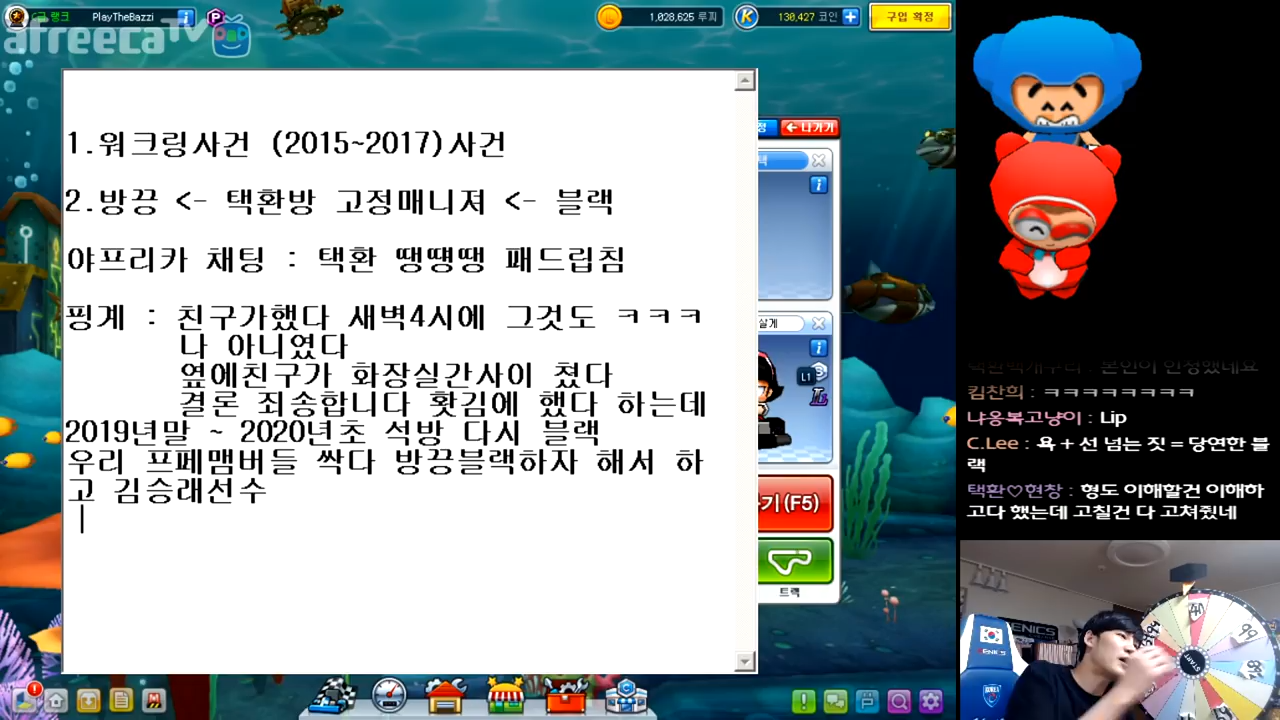 PlayTheBazzi
1,028,625 루찌
130,427 코인
구입 확정
afreecaTV
나가기
1.워크링사건 (2015~2017)사건
2.방끙 <- 택환방 고정매니져 <- 블랙
야프리카 채팅 : 택환 땡떙땡 패드립침
핑계 : 친구가했다 새벽4시에 그것도 ㅋㅋㅋ
나 아니였다
옆에친구가 화장실간사이 쳤다
결론 죄송합니다 홧김에 했다 하는데
2019년말 ~ 2020년초 석방 다시 블랙
우리 프페맴버들 싹다 방끙블랙하자 해서 하
고 김승래선수
L1
기(F5)
트랙
킴찬희 : ㅋㅋㅋㅋㅋㅋㅋㅋ
냐옹복고냥이 : Lip
C.Lee : 욕 + 선 넘는 짓 = 당연한 블
랙
택환♡현창 : 형도 이해할건 이해하
고다 했는데 고칠건 다 고쳐줬네
START